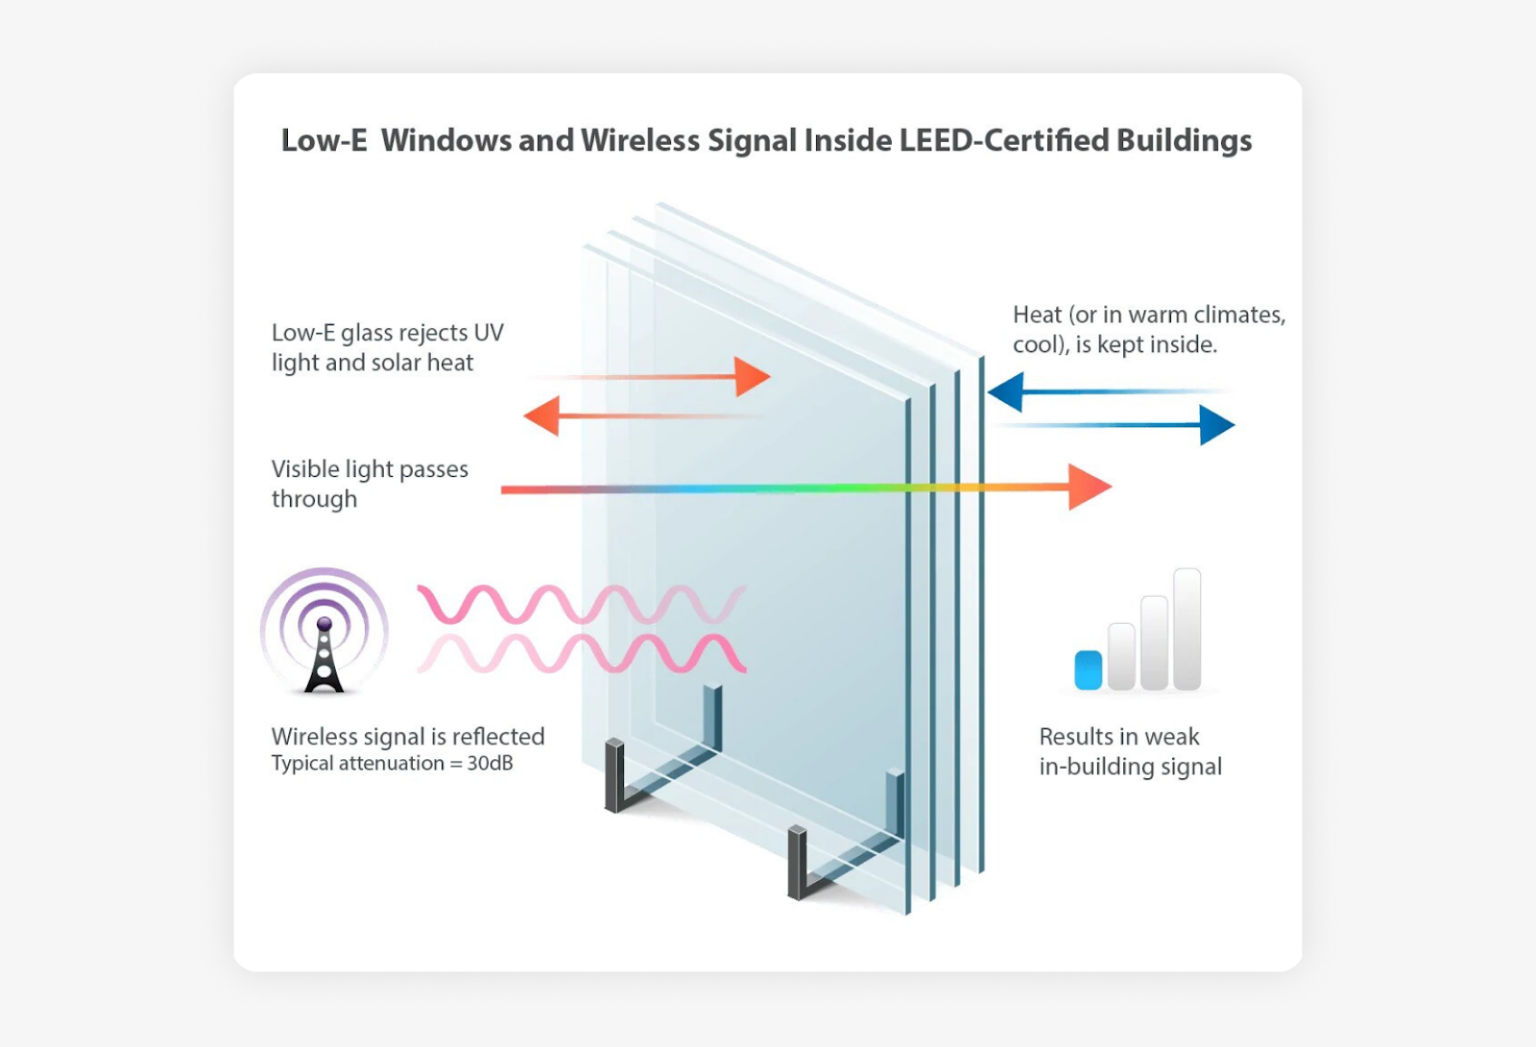 Low-E Windows and Wireless Signal Inside LEED-Certified Buildings
Low-E glass rejects UV
light and solar heat
Heat (or in warm climates,
cool), is kept inside.
Visible light passes
through
Wireless signal is reflected
Typical attenuation = 30dB
Results in weak
in-building signal